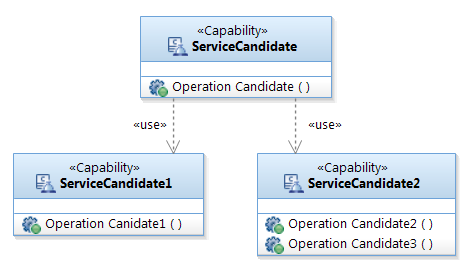 «Capability»
ServiceCandidate
Operation Candidate ( )
«use» «use»
«Capability» «Capability»
ServiceCandidate1 ServiceCandidate2
Operation Canidate1 ( ) Operation Candidate2 ( )
Operation Candidate3 ( )